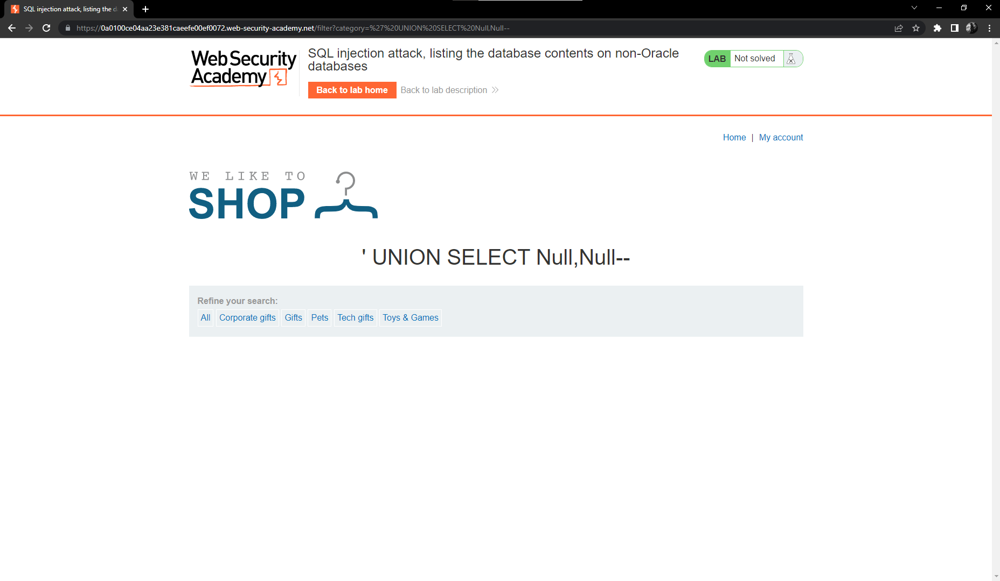 SQL injection attack, listing the d
https://0a0100ce04aa23e381caeefe00ef0072.web-security-academy.net/filter?category=%27%20UNION%20SELECT%20Null,Null--
Web Security
Academy
SQL injection attack, listing the database contents on non-Oracle
databases
LAB Not solved
Back to lab home Back to lab description
Home | My account
WE LIKE TO
SHOP
' UNION SELECT Null,Null--
Refine your search:
All Corporate gifts Gifts Pets Tech gifts Toys & Games